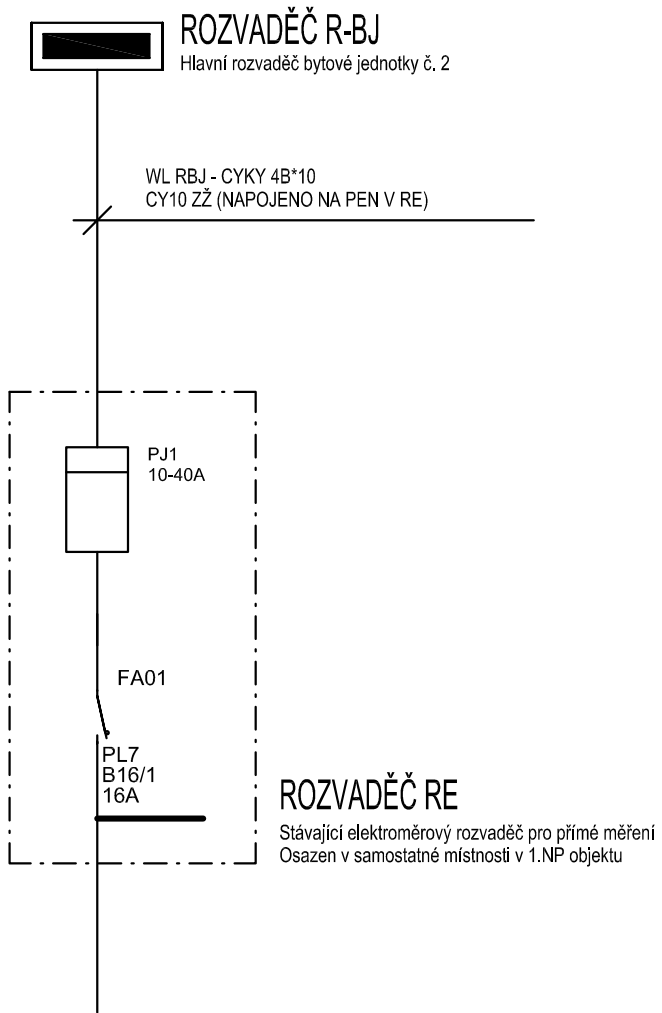 ROZVADĚČ R-BJ
Hlavní rozvaděč bytové jednotky č. 2
WL RBJ - CYKY 4B*10
CY10 ZŽ (NAPOJENO NA PEN V RE)
PJ1
10-40A
FA01
PL7
B16/1
16A
ROZVADĚČ RE
Stávající elektroměrový rozvaděč pro přímé měření
Osazen v samostatné místnosti v 1.NP objektu